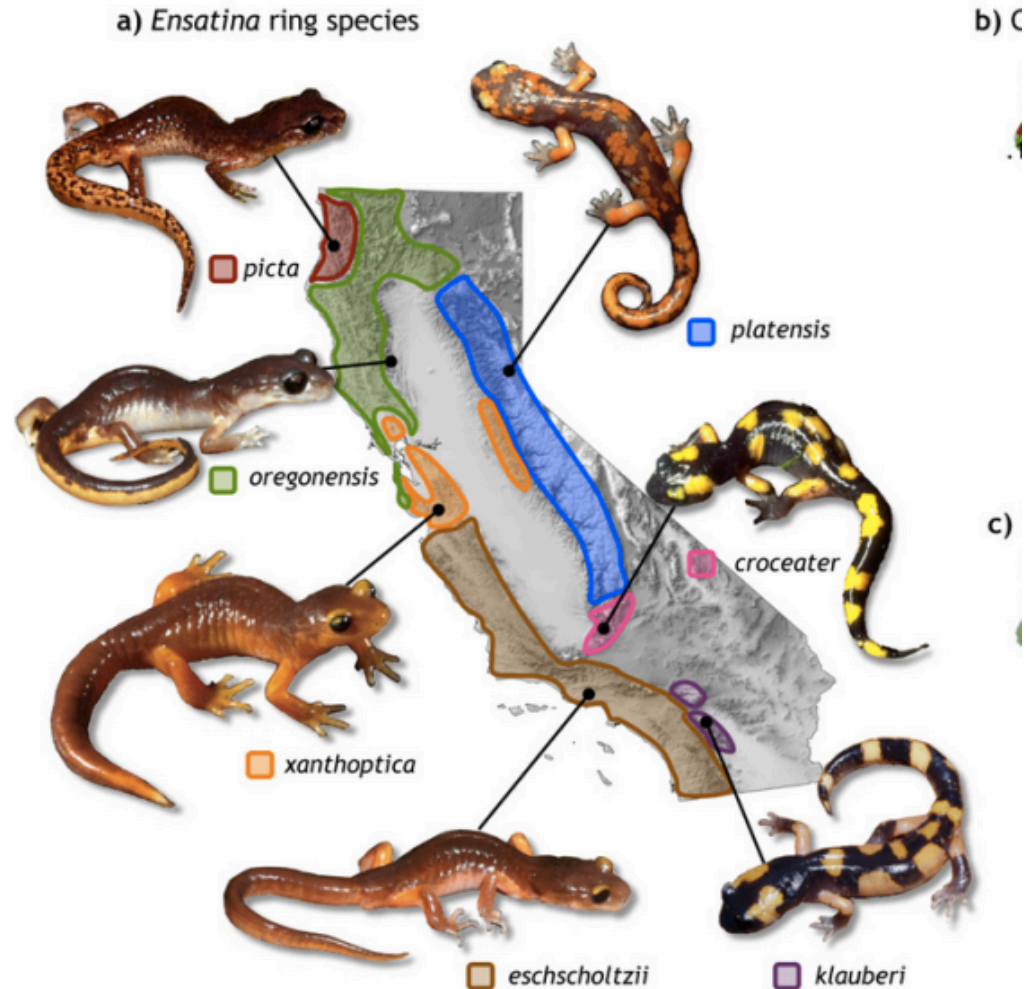 a) Ensatina ring species
b) C
picta
platensis
oregonensis
croceater
c)
xanthoptica
eschscholtzii
klauberi